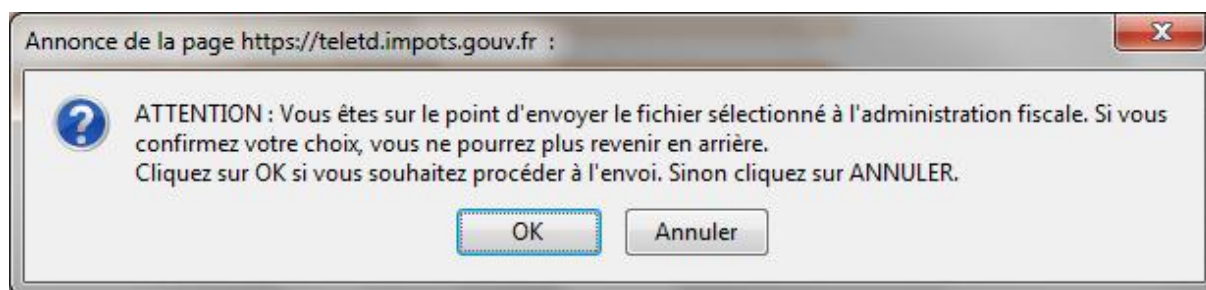 Annonce de la page https://teletd.impots.gouv.fr :
ATTENTION : Vous êtes sur le point d'envoyer le fichier sélectionné à l'administration fiscale. Si vous
confirmez votre choix, vous ne pourrez plus revenir en arrière.
Cliquez sur OK si vous souhaitez procéder à l'envoi. Sinon cliquez sur ANNULER.
OK
Annuler